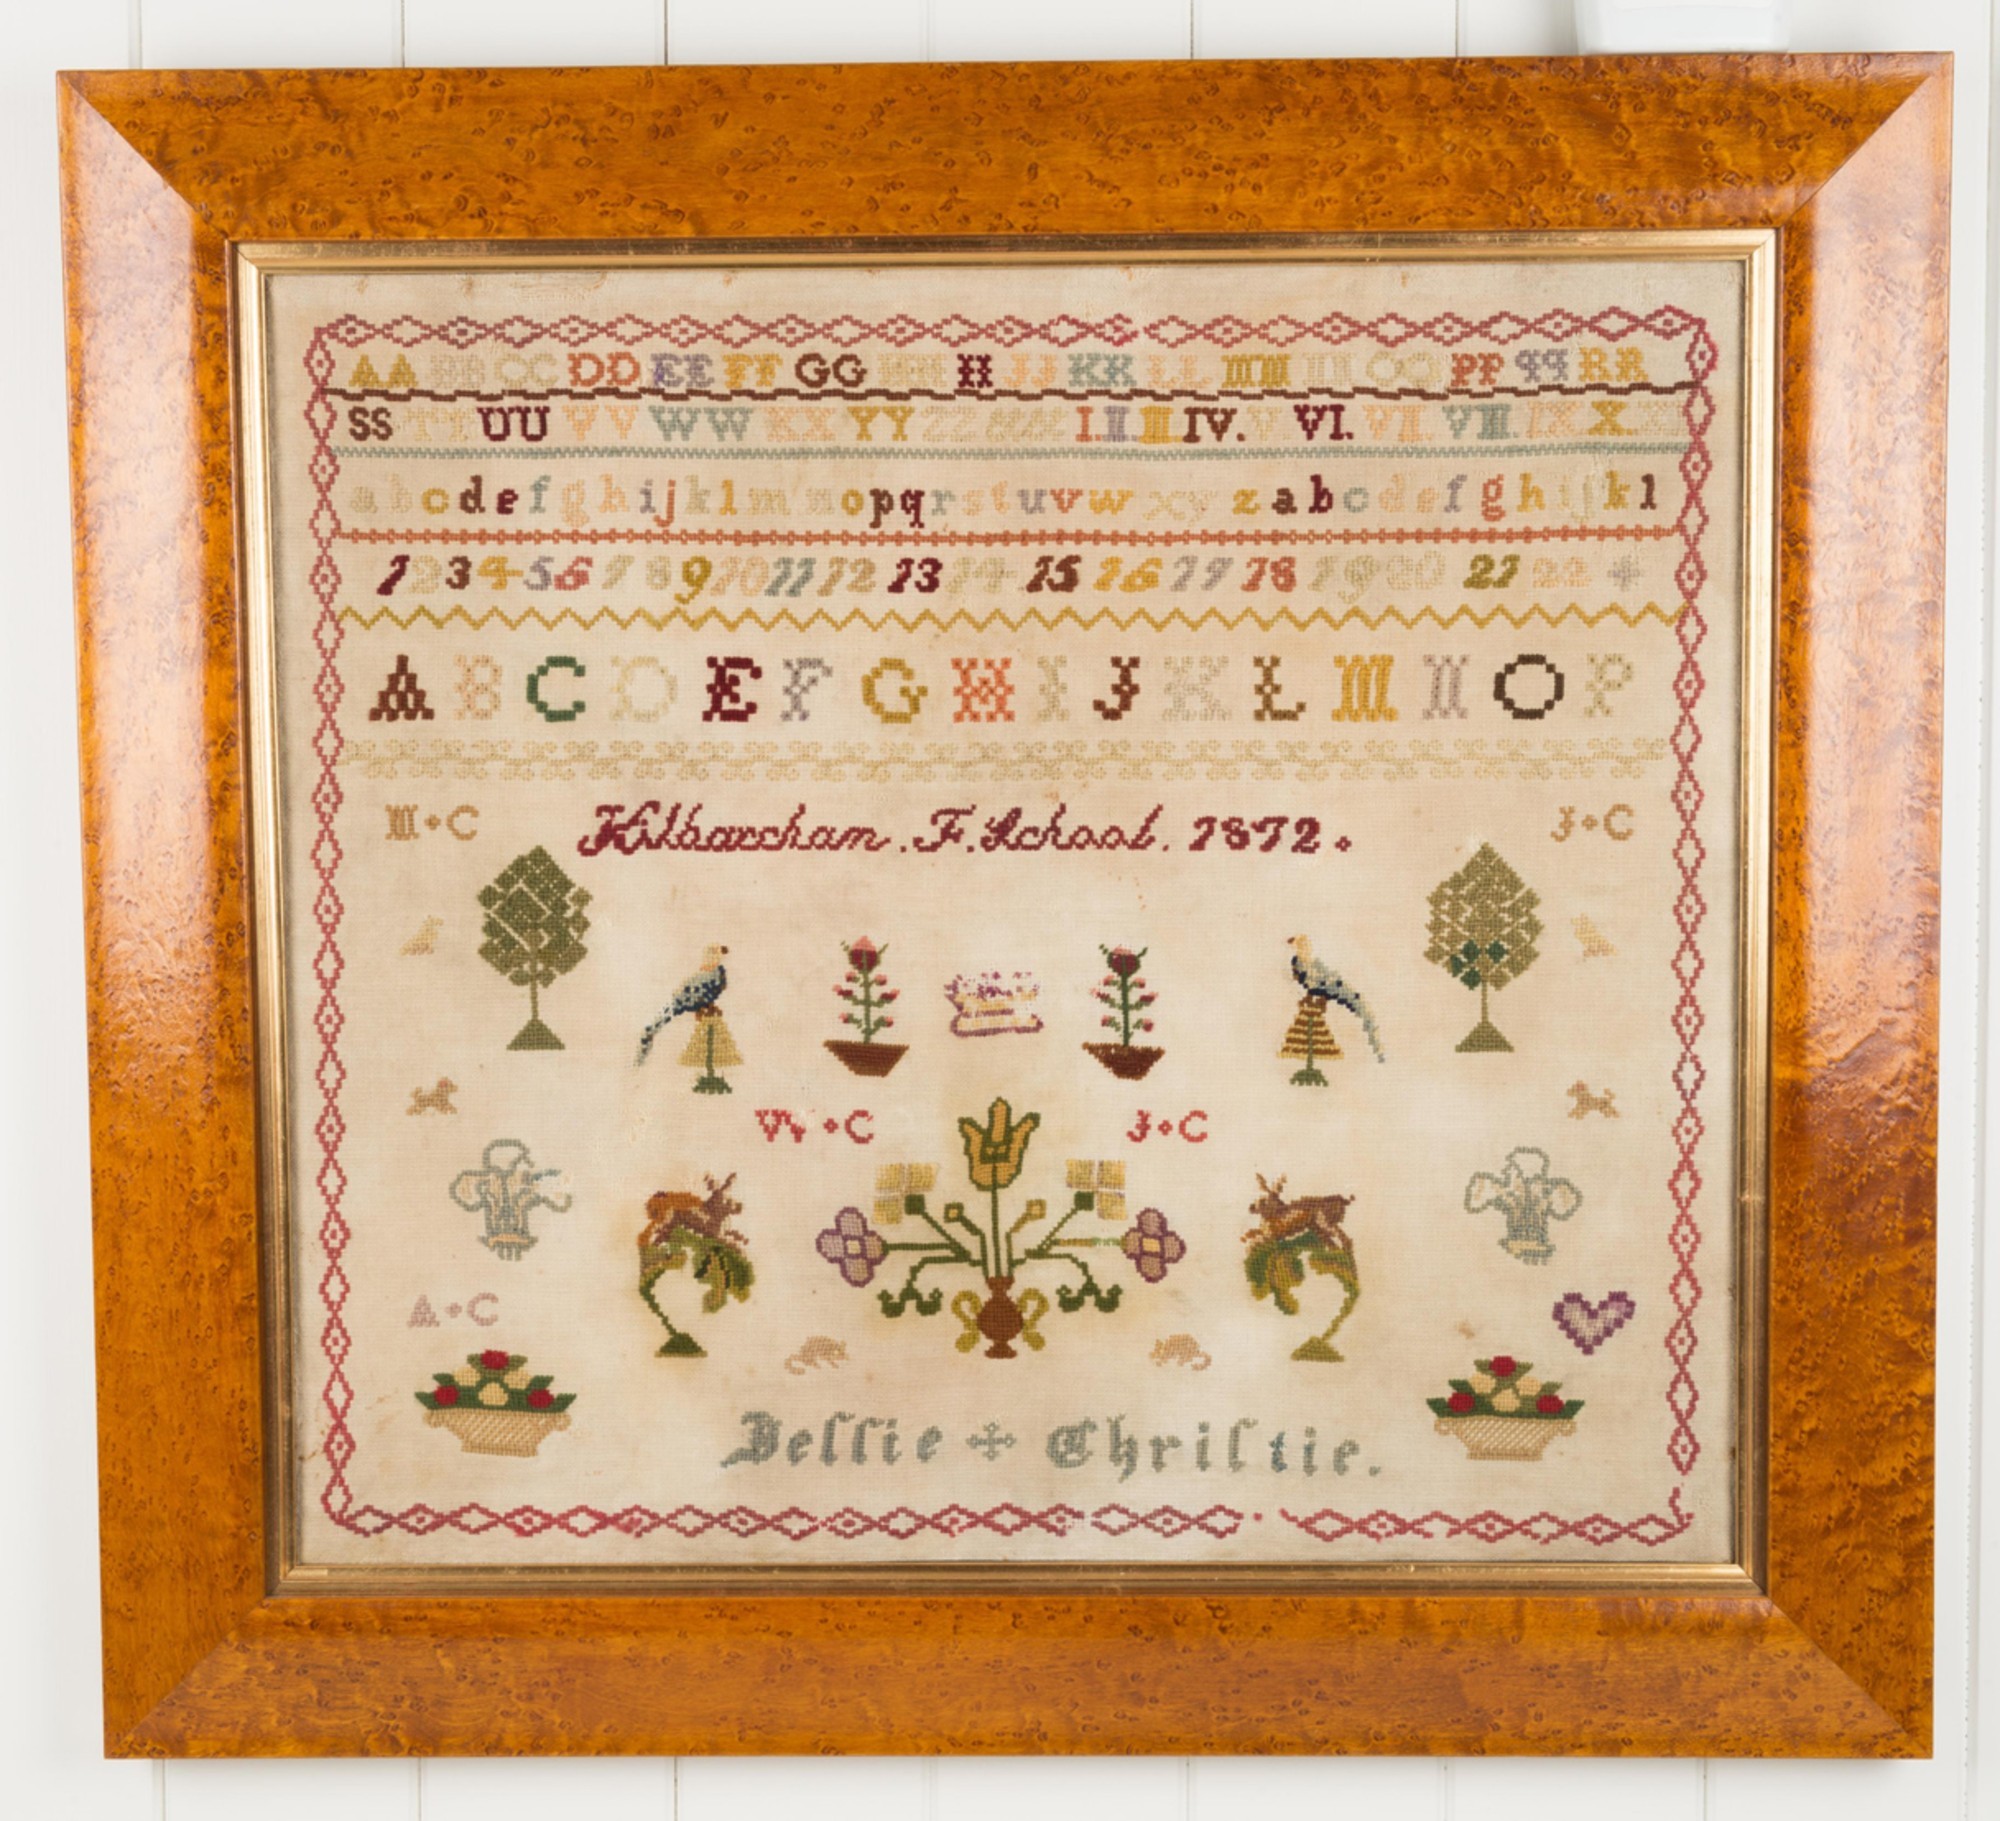 AA BB CC DD EE FF GG HH II JJ KK LL MM NN OO PP qq RR
SS TT UU VV WW XX YY ZZ I. II. III. IV. V. VI. VII. VIII. IX X. XI
a b c d e f g h i j k l m n o p q r s t u v w x y z a b c d e f g h i j k l
1 2 3 4 5 6 7 8 9 10 11 12 13 14 15 16 17 18 19 20 21 22
A B C D E F G H I J K L M N O P
M+C J+C
Kilbarchan. F. School. 1872.
W+C J+C
A+C
Jeſſie + Chriſtie.